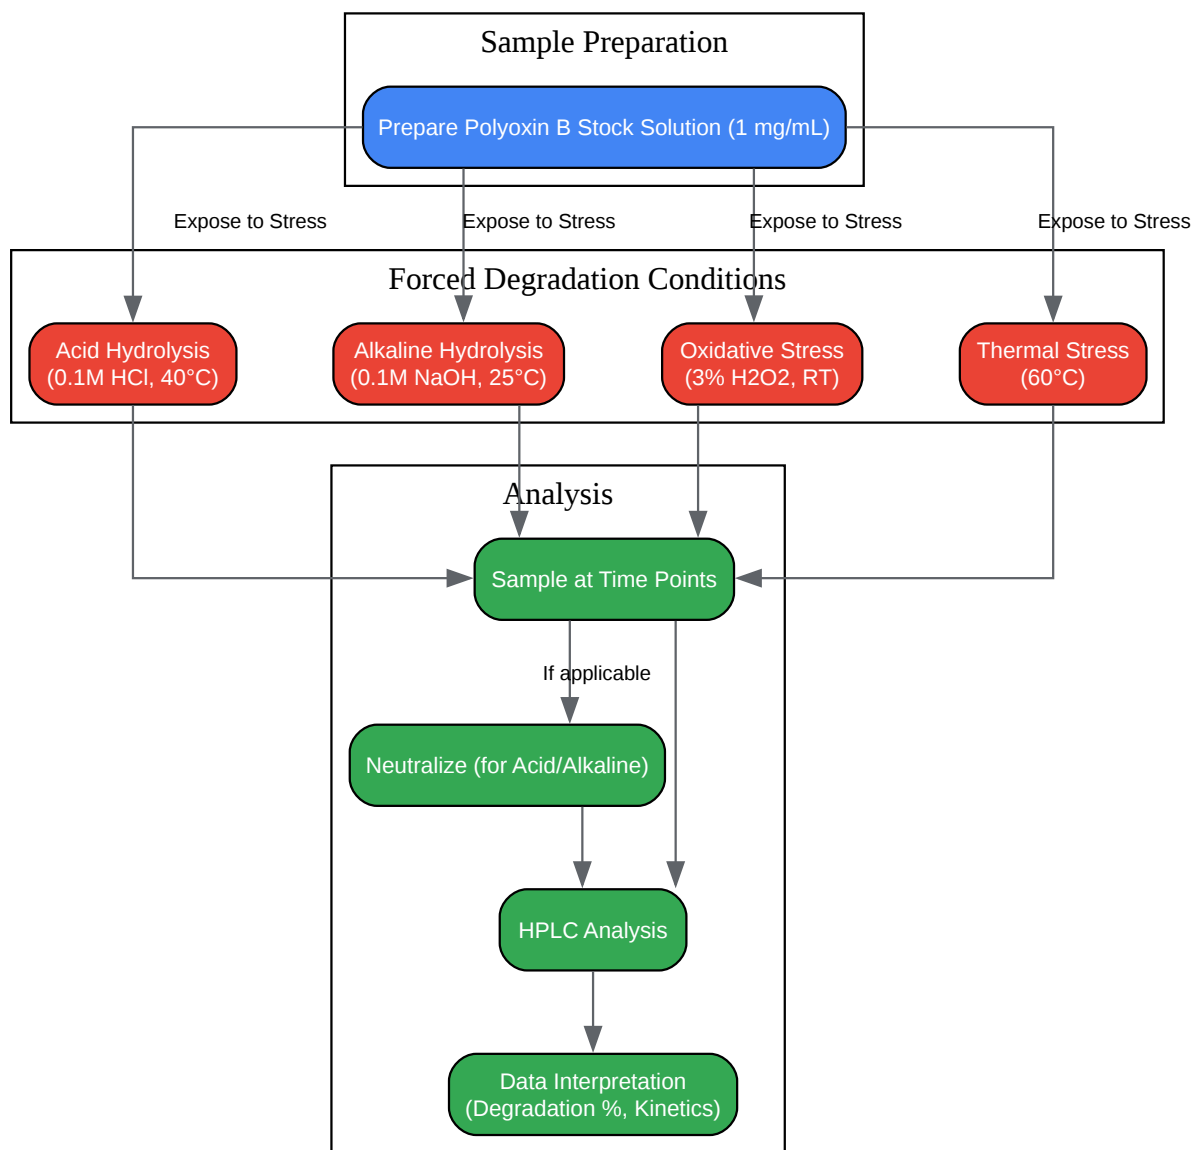 Sample Preparation
Prepare Polyoxin B Stock Solution (1 mg/mL)
Expose to Stress
Expose to Stress
Expose to Stress
Expose to Stress
Forced Degradation Conditions
Acid Hydrolysis
(0.1M HCl, 40°C)
Alkaline Hydrolysis
(0.1M NaOH, 25°C)
Oxidative Stress
(3% H2O2, RT)
Thermal Stress
(60°C)
Analysis
Sample at Time Points
If applicable
Neutralize (for Acid/Alkaline)
HPLC Analysis
Data Interpretation
(Degradation %, Kinetics)